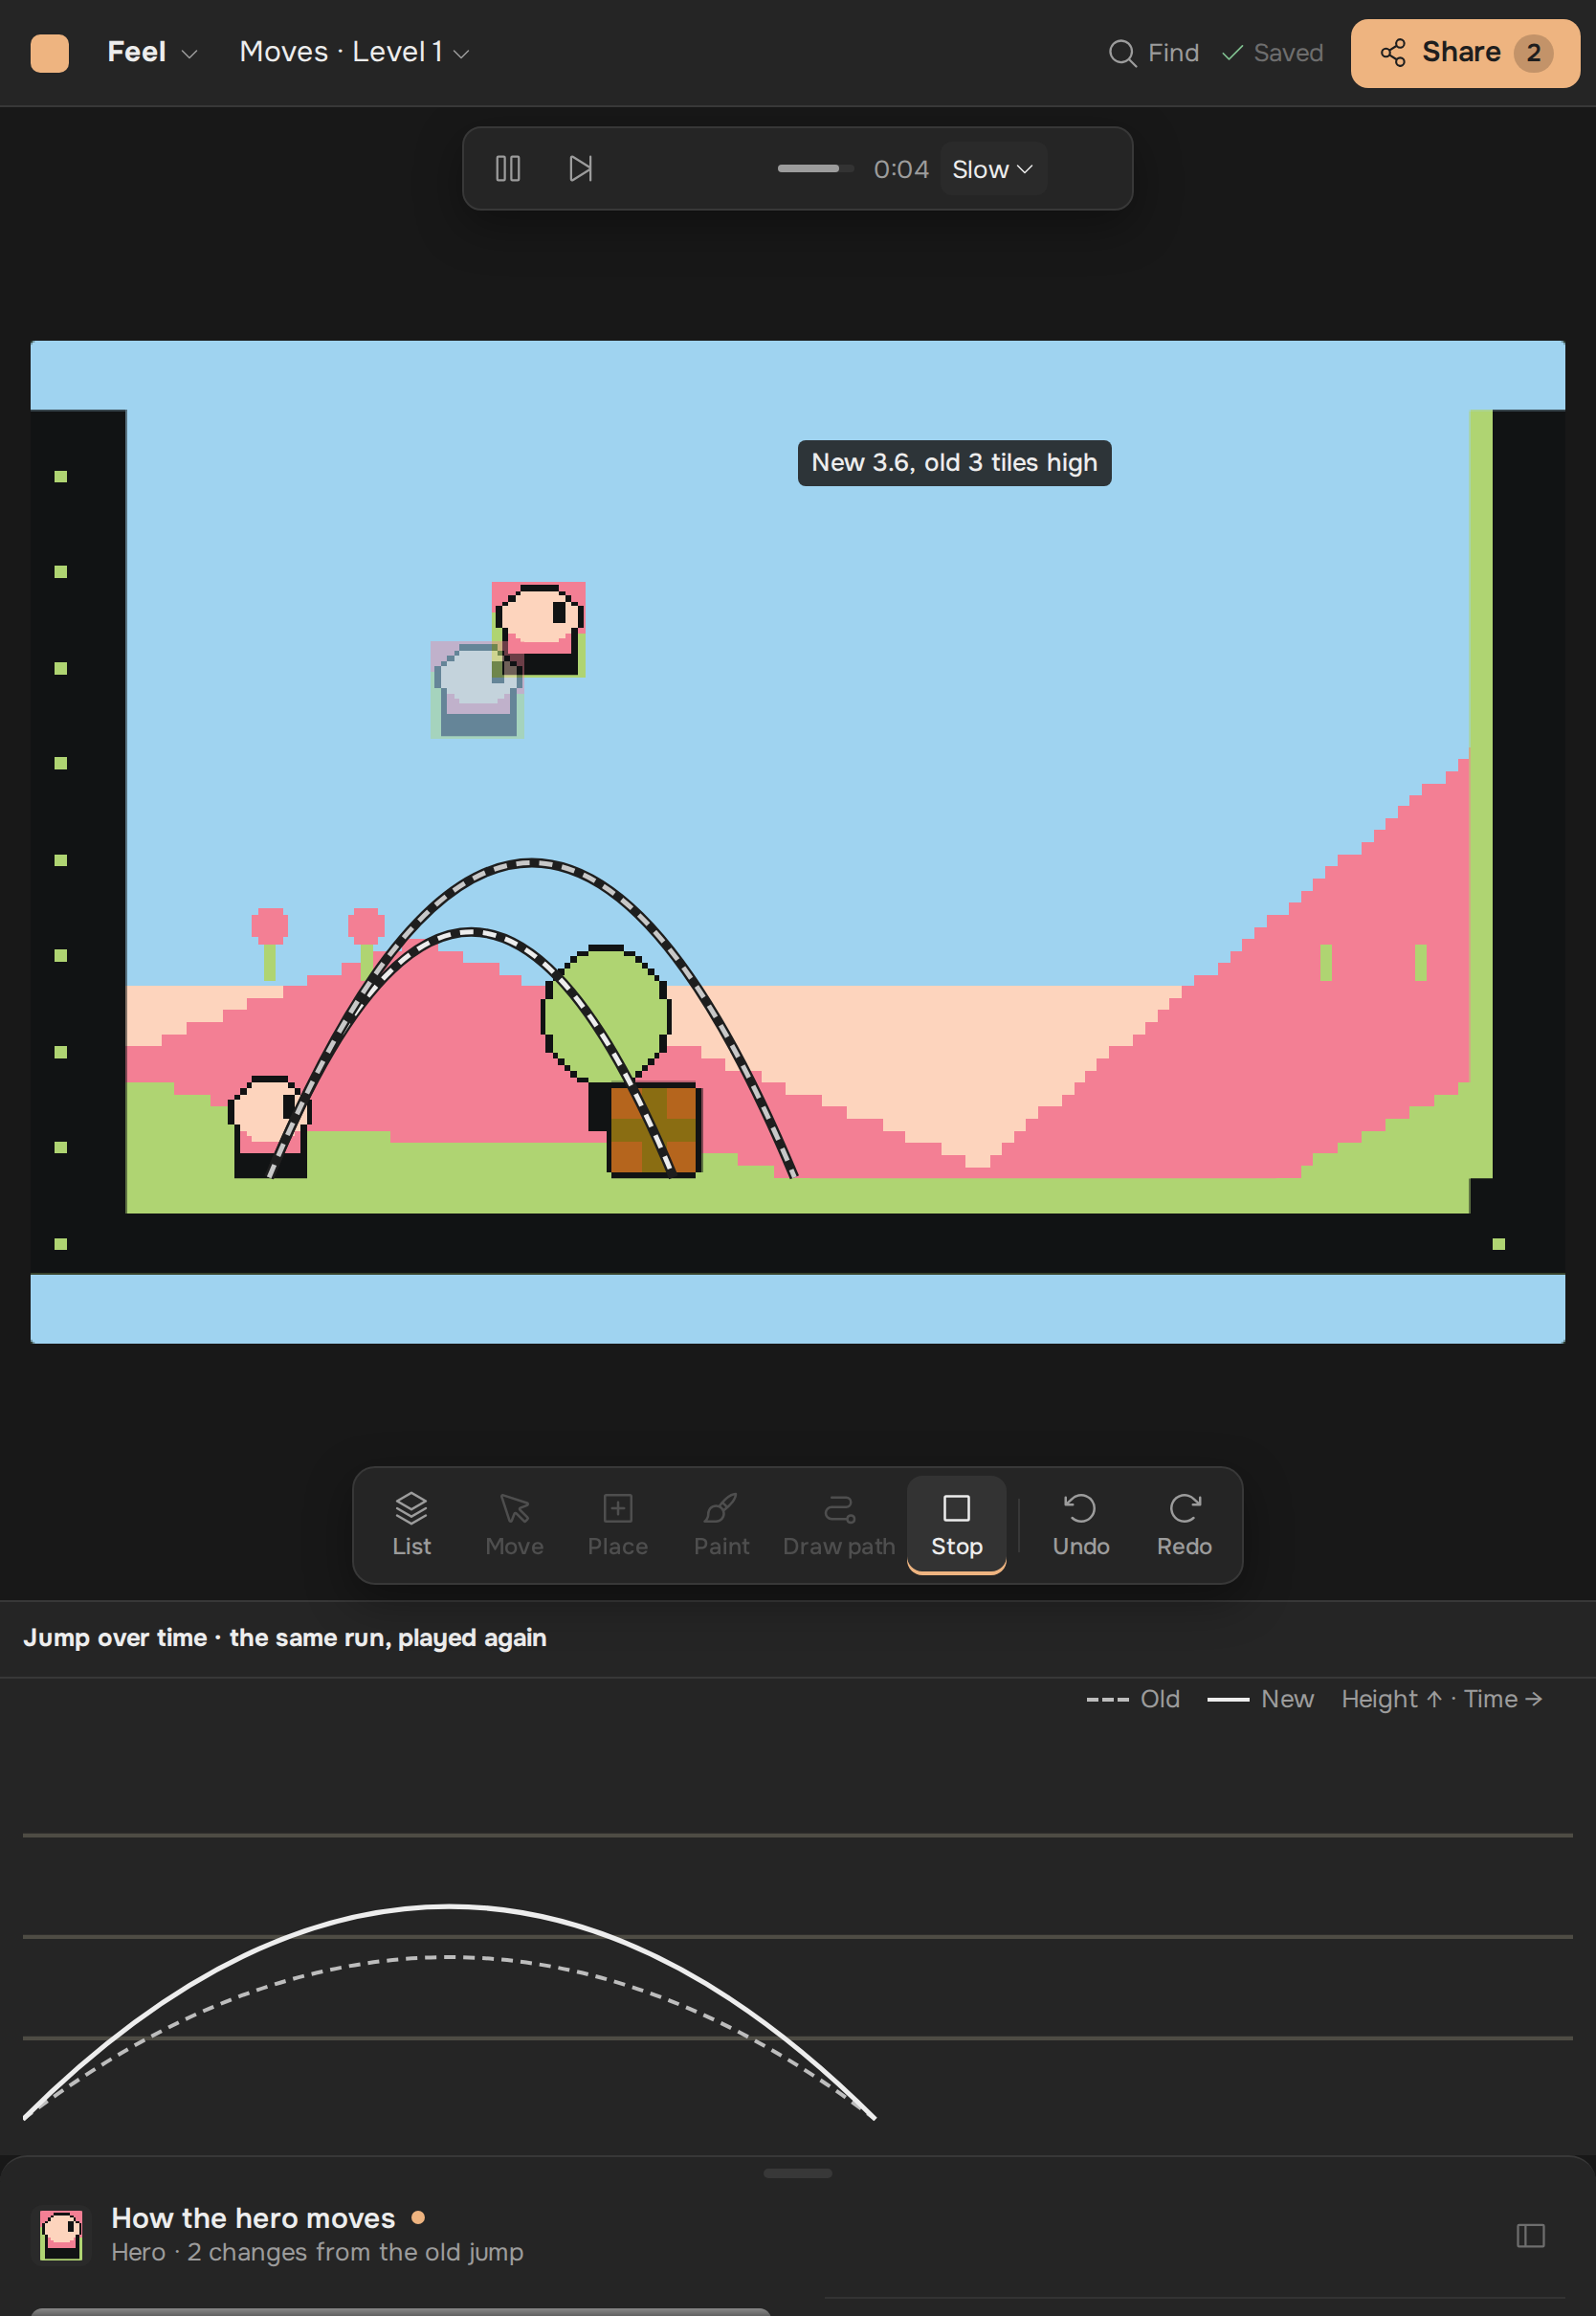 Feel
Moves · Level 1
Find
Saved
Share 2
0:04
Slow
New 3.6, old 3 tiles high
List
Move
Place
Paint
Draw path
Stop
Undo
Redo
Jump over time · the same run, played again
Old
New
Height ↑ · Time →
How the hero moves
Hero · 2 changes from the old jump